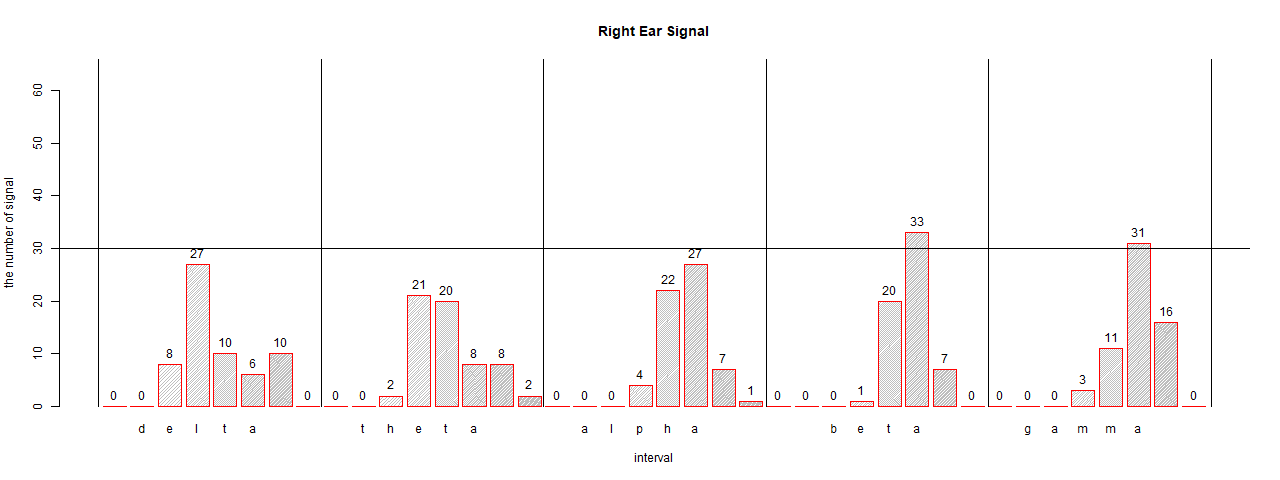 Right Ear Signal
the number of signal
60
50
40
30
20
10
0
0 0 8 27 10 6 10 0
0 0 2 21 20 8 8 2
0 0 0 4 22 27 7 1
0 0 0 1 20 33 7 0
0 0 0 3 11 31 16 0
d e l t a t h e t a a l p h a b e t a g a m m a
interval